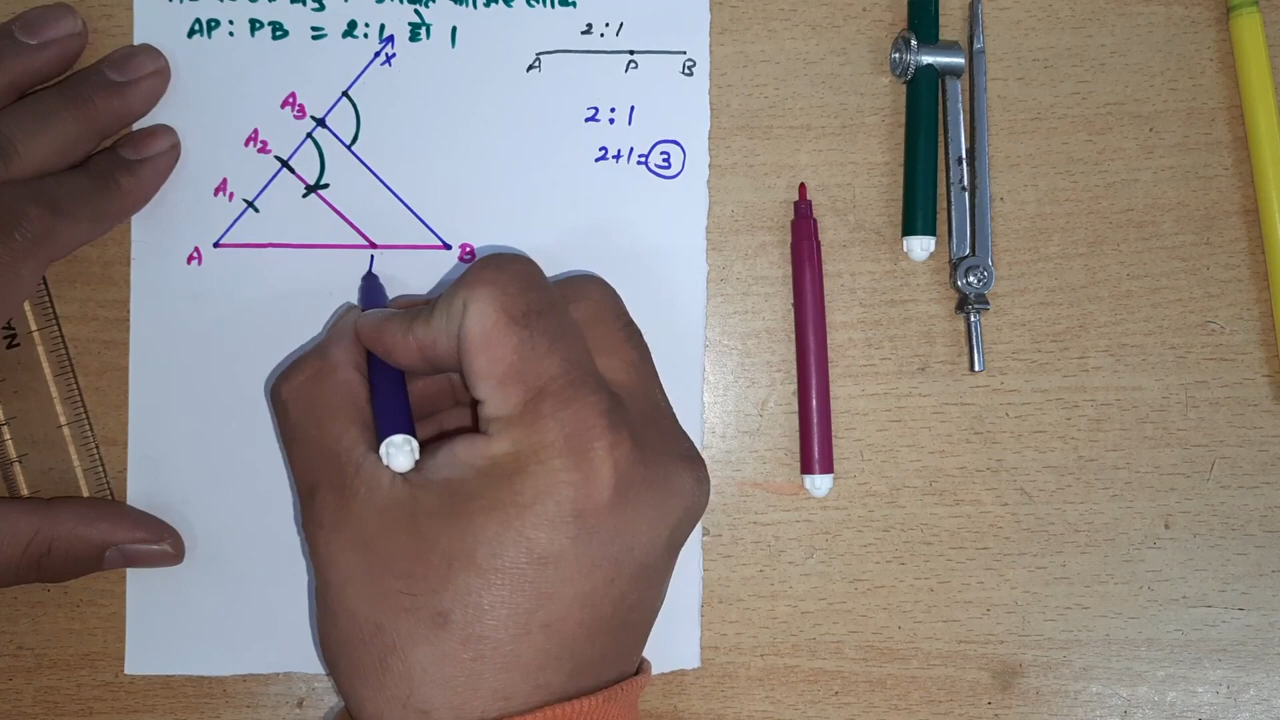 AP : PB = 2:1 हो ।
2:1
A P B
X
A₃
2:1
A₂
2+1=3
A₁
A B